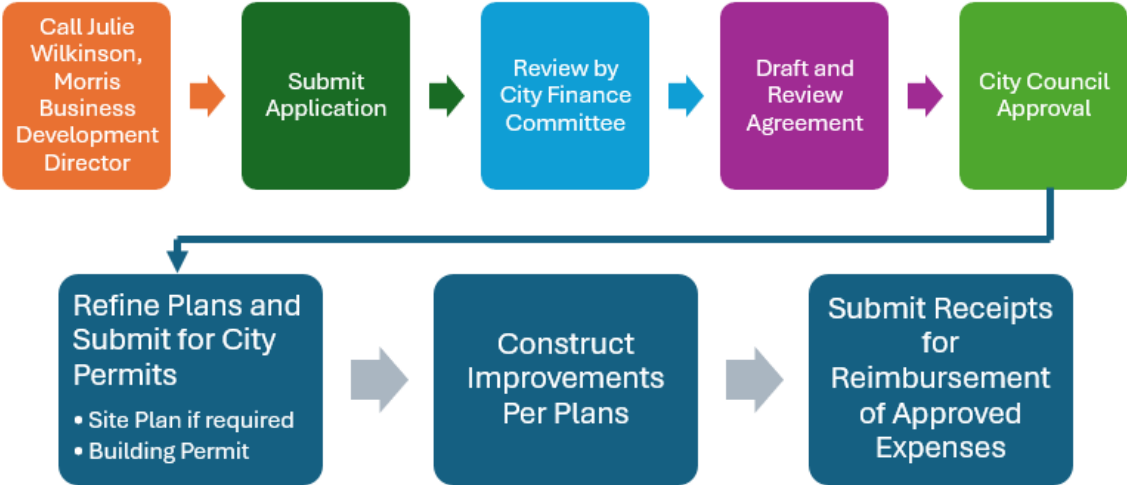 Call Julie
Wilkinson,
Morris
Business
Development
Director
Submit
Application
Review by
City Finance
Committee
Draft and
Review
Agreement
City Council
Approval
Refine Plans and
Submit for City
Permits
• Site Plan if required
• Building Permit
Construct
Improvements
Per Plans
Submit Receipts
for
Reimbursement
of Approved
Expenses